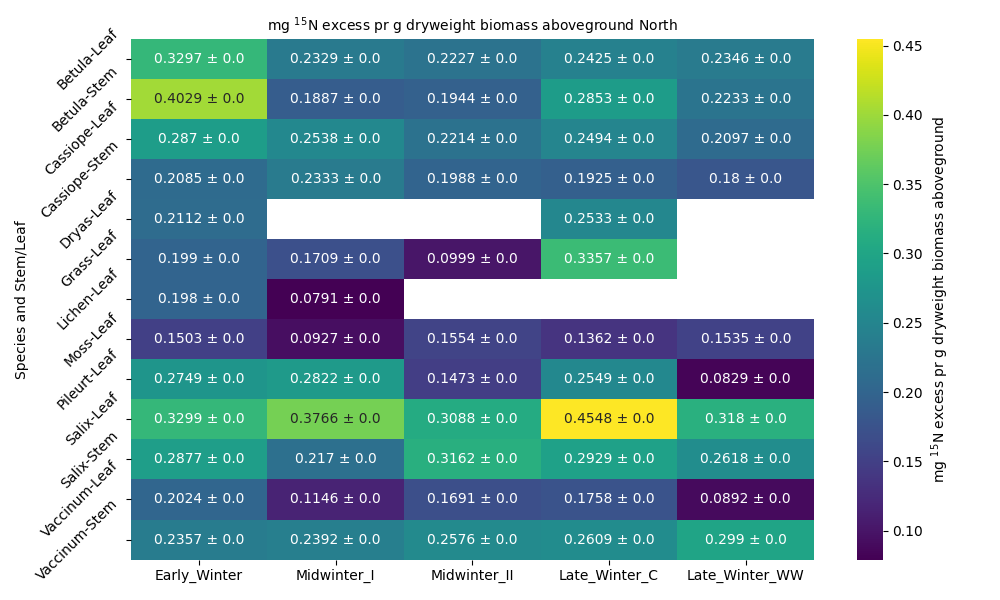 mg ¹⁵N excess pr g dryweight biomass aboveground North
Species and Stem/Leaf
Betula-Leaf 0.3297 ± 0.0 0.2329 ± 0.0 0.2227 ± 0.0 0.2425 ± 0.0 0.2346 ± 0.0
Betula-Stem 0.4029 ± 0.0 0.1887 ± 0.0 0.1944 ± 0.0 0.2853 ± 0.0 0.2233 ± 0.0
Cassiope-Leaf 0.287 ± 0.0 0.2538 ± 0.0 0.2214 ± 0.0 0.2494 ± 0.0 0.2097 ± 0.0
Cassiope-Stem 0.2085 ± 0.0 0.2333 ± 0.0 0.1988 ± 0.0 0.1925 ± 0.0 0.18 ± 0.0
Dryas-Leaf 0.2112 ± 0.0 0.2533 ± 0.0
Grass-Leaf 0.199 ± 0.0 0.1709 ± 0.0 0.0999 ± 0.0 0.3357 ± 0.0
Lichen-Leaf 0.198 ± 0.0 0.0791 ± 0.0
Moss-Leaf 0.1503 ± 0.0 0.0927 ± 0.0 0.1554 ± 0.0 0.1362 ± 0.0 0.1535 ± 0.0
Pileurt-Leaf 0.2749 ± 0.0 0.2822 ± 0.0 0.1473 ± 0.0 0.2549 ± 0.0 0.0829 ± 0.0
Salix-Leaf 0.3299 ± 0.0 0.3766 ± 0.0 0.3088 ± 0.0 0.4548 ± 0.0 0.318 ± 0.0
Salix-Stem 0.2877 ± 0.0 0.217 ± 0.0 0.3162 ± 0.0 0.2929 ± 0.0 0.2618 ± 0.0
Vaccinum-Leaf 0.2024 ± 0.0 0.1146 ± 0.0 0.1691 ± 0.0 0.1758 ± 0.0 0.0892 ± 0.0
Vaccinum-Stem 0.2357 ± 0.0 0.2392 ± 0.0 0.2576 ± 0.0 0.2609 ± 0.0 0.299 ± 0.0
Early_Winter Midwinter_I Midwinter_II Late_Winter_C Late_Winter_WW
0.45
0.40
0.35
0.30
0.25
0.20
0.15
0.10
mg ¹⁵N excess pr g dryweight biomass aboveground